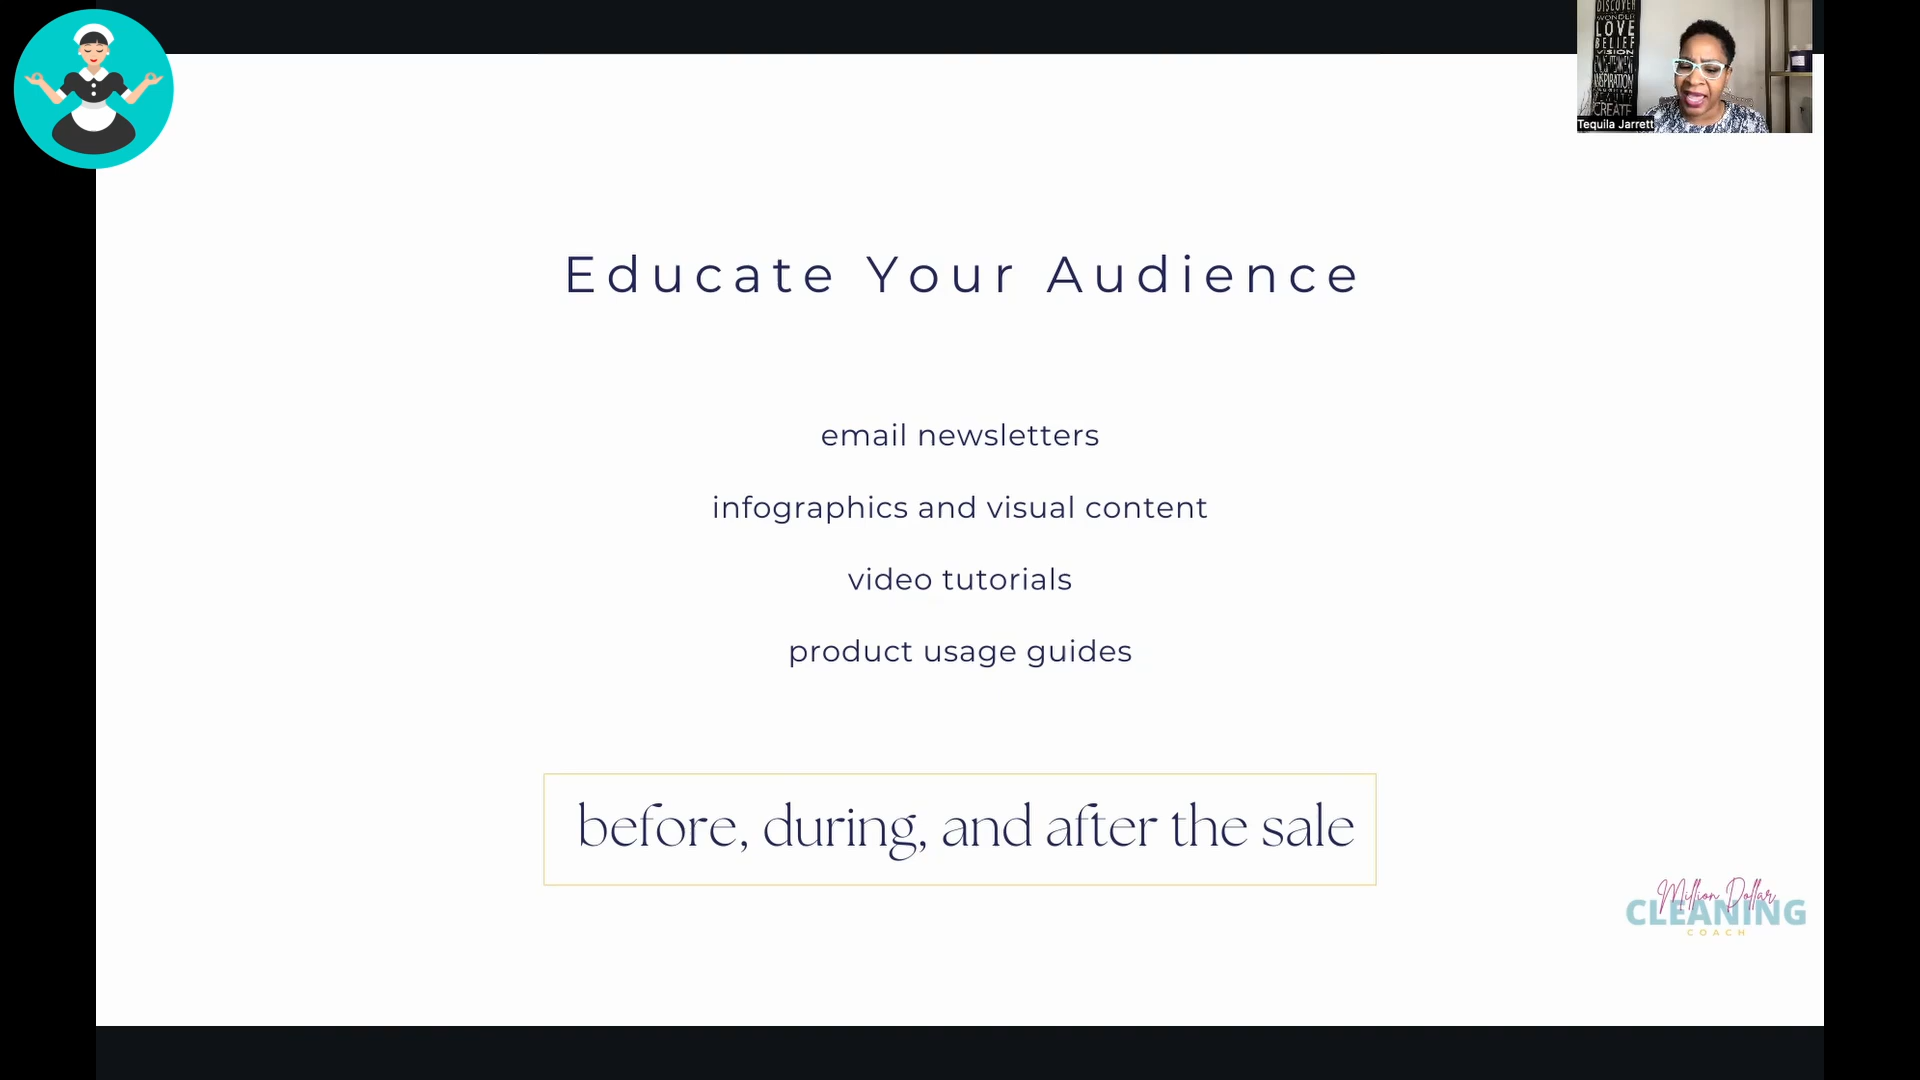 DISCOVER
WONDER
LOVE
BELIEF
VISION
INSPIRATION
CREATE
Tequila Jarrett
Educate Your Audience
email newsletters
infographics and visual content
video tutorials
product usage guides
before, during, and after the sale
Million Dollar
CLEANING
COACH